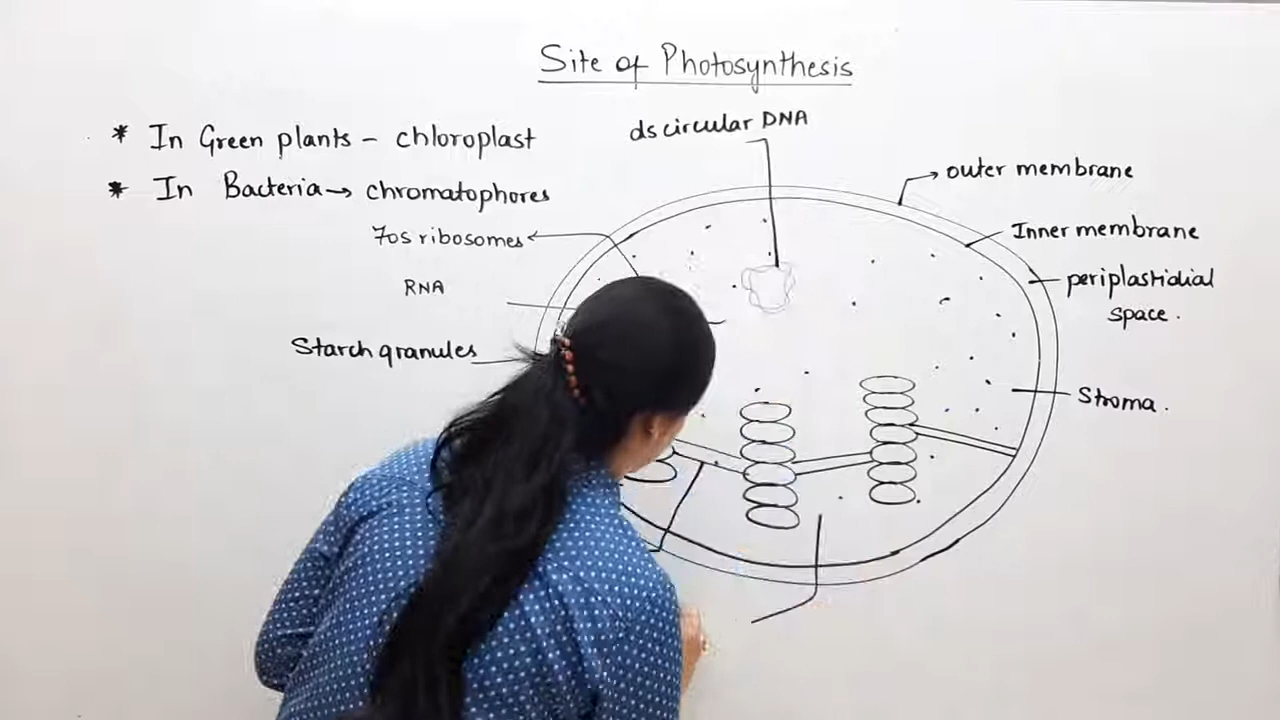 Site of Photosynthesis
* In Green plants - chloroplast
* In Bacteria → chromatophores
ds circular DNA
outer membrane
Inner membrane
periplastidial
space.
Stroma.
70s ribosomes
RNA
Starch granules